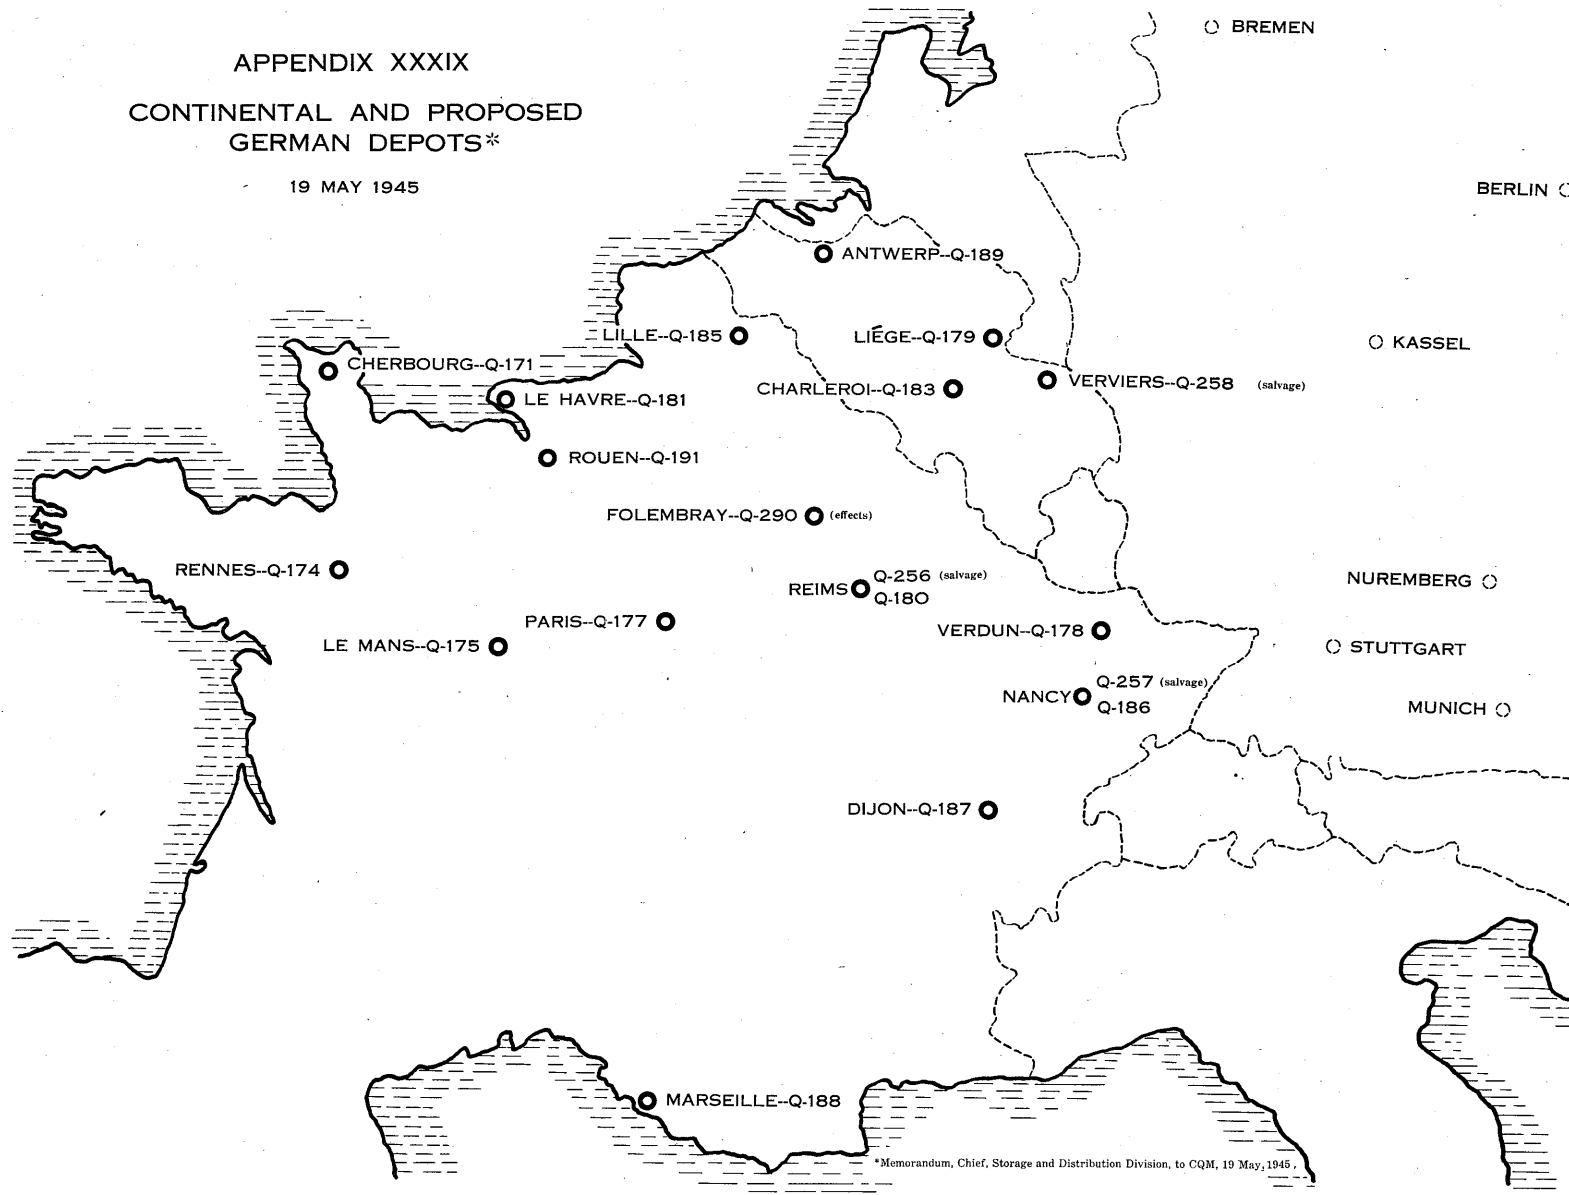 APPENDIX XXXIX
CONTINENTAL AND PROPOSED
GERMAN DEPOTS*
19 MAY 1945
BREMEN
BERLIN
ANTWERP--Q-189
LILLE--Q-185
LIÉGE--Q-179
KASSEL
CHERBOURG--Q-171
CHARLEROI--Q-183
VERVIERS--Q-258 (salvage)
LE HAVRE--Q-181
ROUEN--Q-191
FOLEMBRAY--Q-290 (effects)
RENNES--Q-174
REIMS
Q-256 (salvage)
Q-180
NUREMBERG
PARIS--Q-177
VERDUN--Q-178
LE MANS--Q-175
STUTTGART
NANCY
Q-257 (salvage)
Q-186
MUNICH
DIJON--Q-187
MARSEILLE--Q-188
*Memorandum, Chief, Storage and Distribution Division, to CQM, 19 May, 1945.